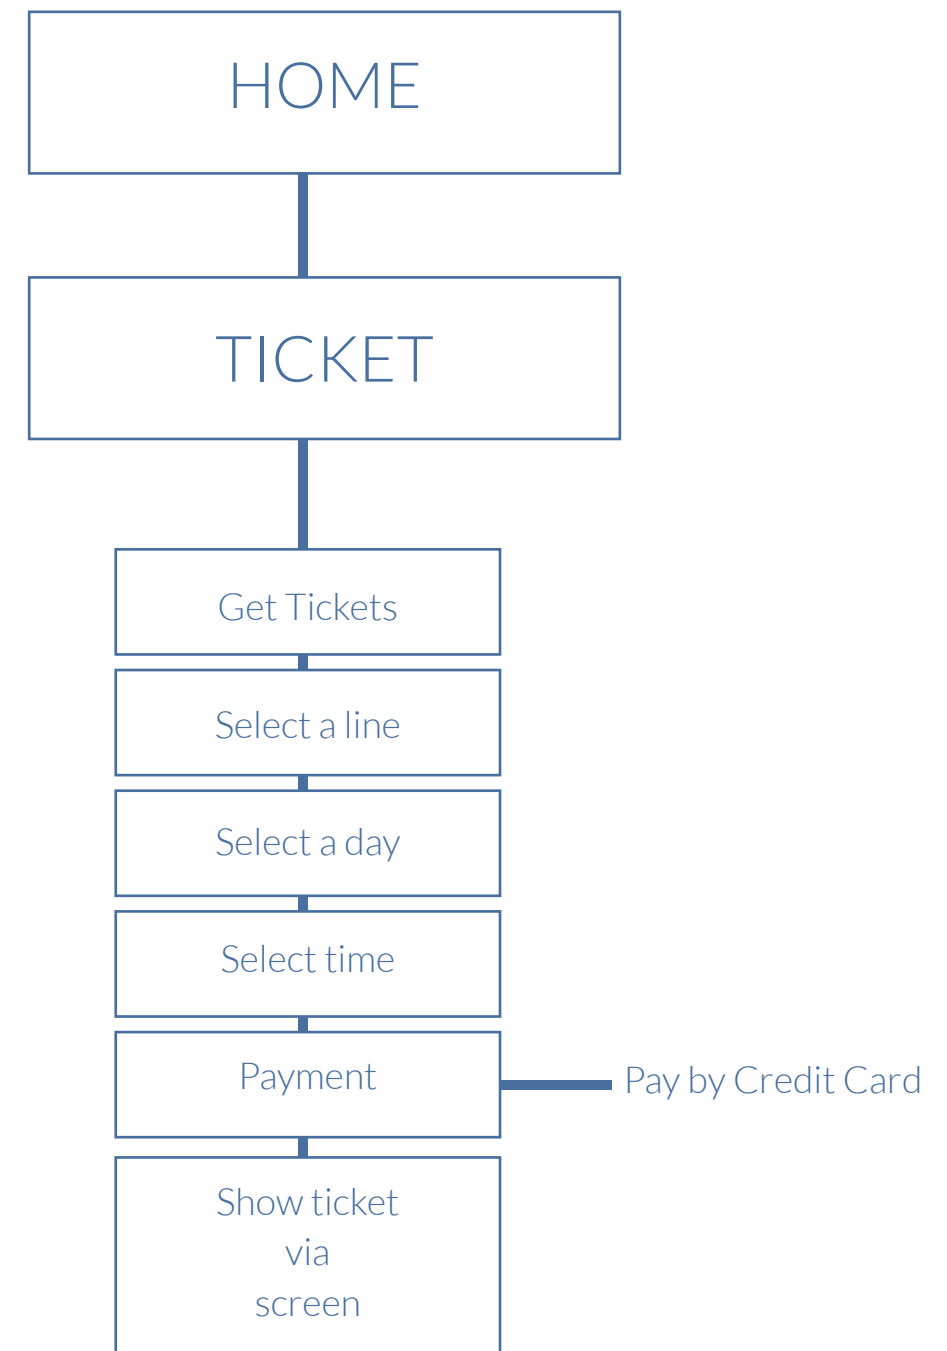 HOME
TICKET
Get Tickets
Select a line
Select a day
Select time
Payment
Pay by Credit Card
Show ticket
via
screen